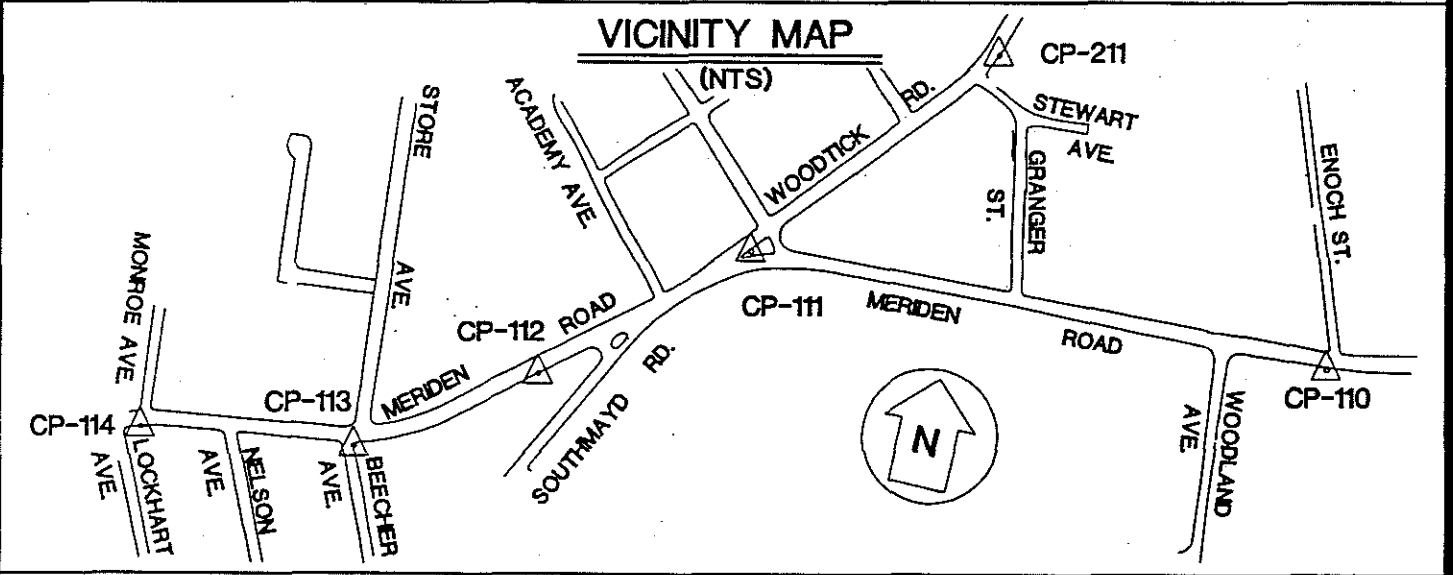 VICINITY MAP
(NTS)
CP-211
STORE
AVE.
ACADEMY AVE.
WOODTICK
RD.
STEWART
AVE.
GRANGER
ST.
ENOCH ST.
MONROE AVE.
CP-112
ROAD
CP-111
MERIDEN
ROAD
CP-113
MERIDEN
SOUTHMAYD
RD.
CP-110
CP-114
LOCKHART
AVE.
NELSON
AVE.
BEECHER
AVE.
N
WOODLAND
AVE.